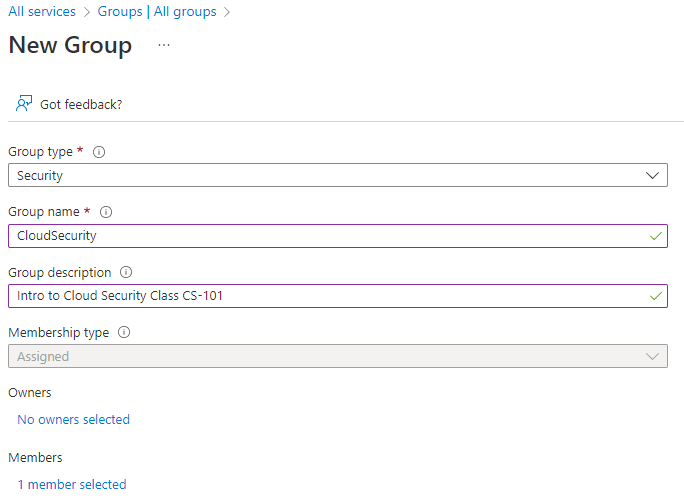 All services > Groups | All groups >
New Group ...
Got feedback?
Group type *
Security
Group name *
CloudSecurity
Group description
Intro to Cloud Security Class CS-101
Membership type
Assigned
Owners
No owners selected
Members
1 member selected